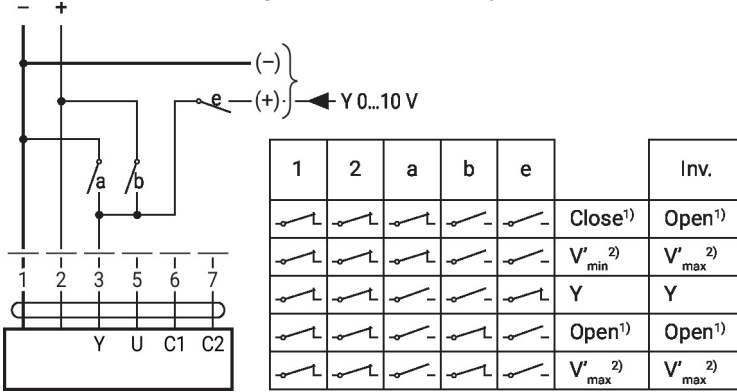 – +
(–)
e (+) Y 0...10 V
a b
1 2 3 5 6 7
Y U C1 C2
1 2 a b e Inv.
Close¹⁾ Open¹⁾
V'min²⁾ V'max²⁾
Y Y
Open¹⁾ Open¹⁾
V'max²⁾ V'max²⁾